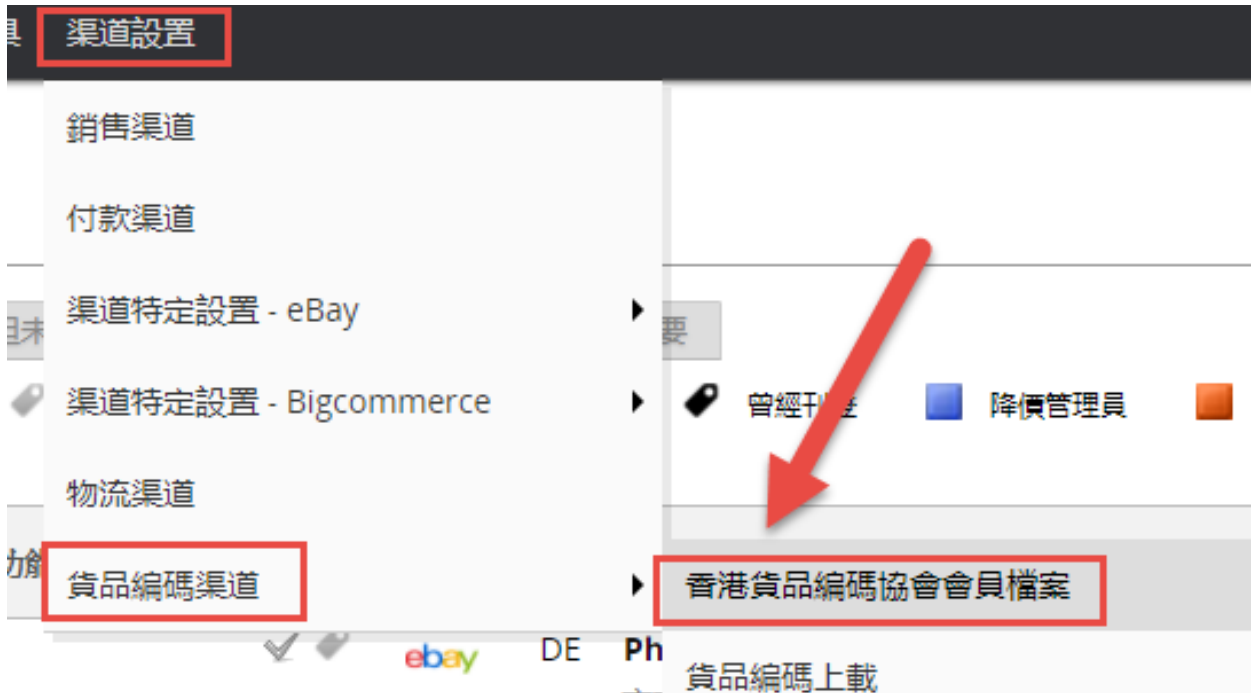 渠道設置
銷售渠道
付款渠道
渠道特定設置 - eBay
要
渠道特定設置 - Bigcommerce
曾經刊登
降價管理員
物流渠道
貨品編碼渠道
香港貨品編碼協會會員檔案
ebay
DE
Ph
貨品編碼上載